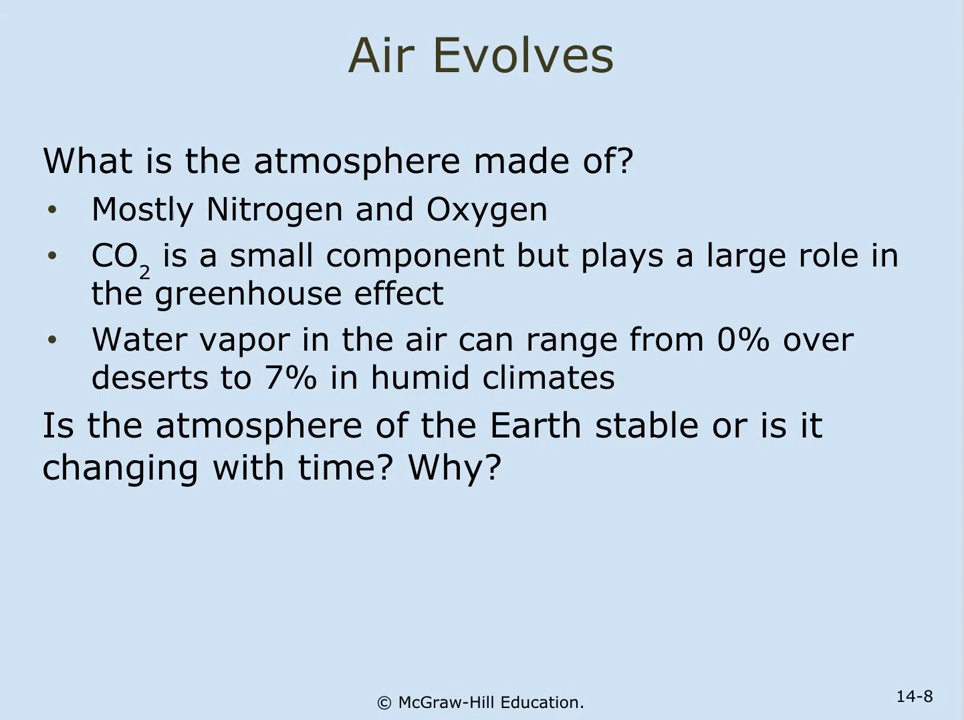 Air Evolves
What is the atmosphere made of?
• Mostly Nitrogen and Oxygen
• CO₂ is a small component but plays a large role in
the greenhouse effect
• Water vapor in the air can range from 0% over
deserts to 7% in humid climates
Is the atmosphere of the Earth stable or is it
changing with time? Why?
© McGraw-Hill Education.
14-8